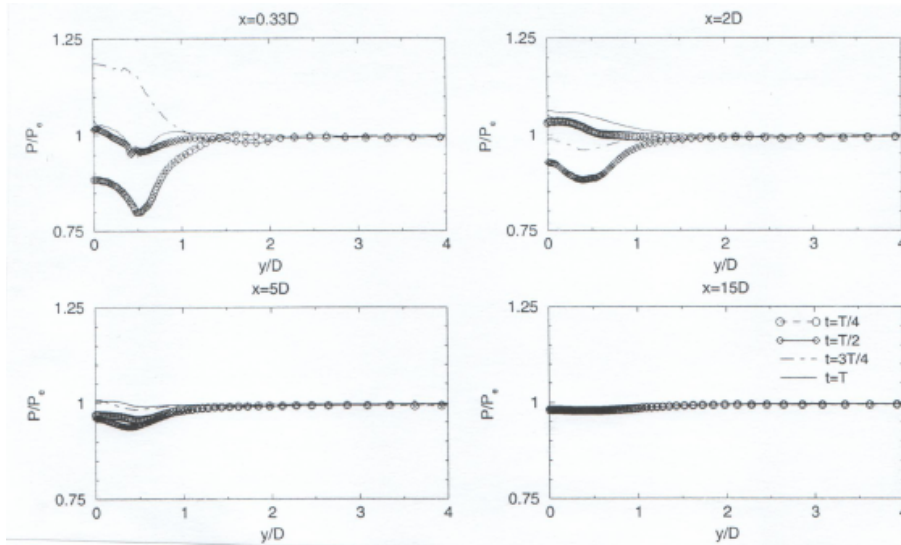 x=0.33D
1.25
1
0.75
P/Pe
0 1 2 3 4
y/D
x=2D
1.25
1
0.75
P/Pe
0 1 2 3 4
y/D
x=5D
1.25
1
0.75
P/Pe
0 1 2 3 4
y/D
x=15D
1.25
1
0.75
P/Pe
t=T/4
t=T/2
t=3T/4
t=T
0 1 2 3 4
y/D